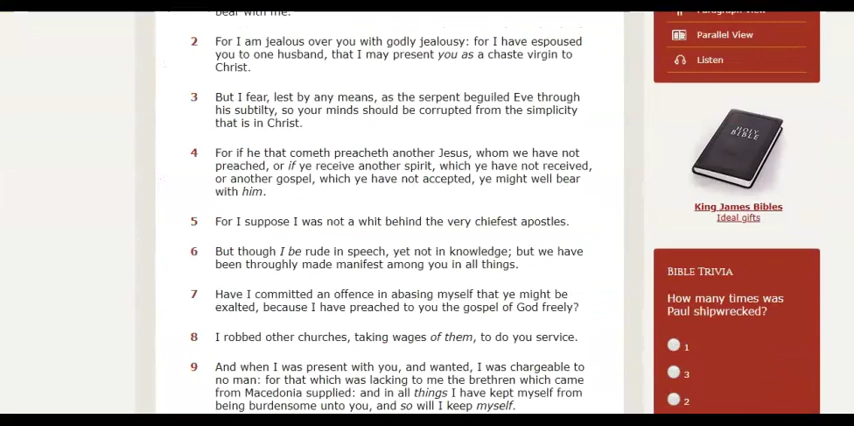 bear with me.
2 For I am jealous over you with godly jealousy: for I have espoused
you to one husband, that I may present you as a chaste virgin to
Christ.
3 But I fear, lest by any means, as the serpent beguiled Eve through
his subtilty, so your minds should be corrupted from the simplicity
that is in Christ.
4 For if he that cometh preacheth another Jesus, whom we have not
preached, or if ye receive another spirit, which ye have not received,
or another gospel, which ye have not accepted, ye might well bear
with him.
5 For I suppose I was not a whit behind the very chiefest apostles.
6 But though I be rude in speech, yet not in knowledge; but we have
been throughly made manifest among you in all things.
7 Have I committed an offence in abasing myself that ye might be
exalted, because I have preached to you the gospel of God freely?
8 I robbed other churches, taking wages of them, to do you service.
9 And when I was present with you, and wanted, I was chargeable to
no man: for that which was lacking to me the brethren which came
from Macedonia supplied: and in all things I have kept myself from
being burdensome unto you, and so will I keep myself.
Paragraph View
Parallel View
Listen
HOLY
BIBLE
King James Bibles
Ideal gifts
BIBLE TRIVIA
How many times was
Paul shipwrecked?
1
3
2